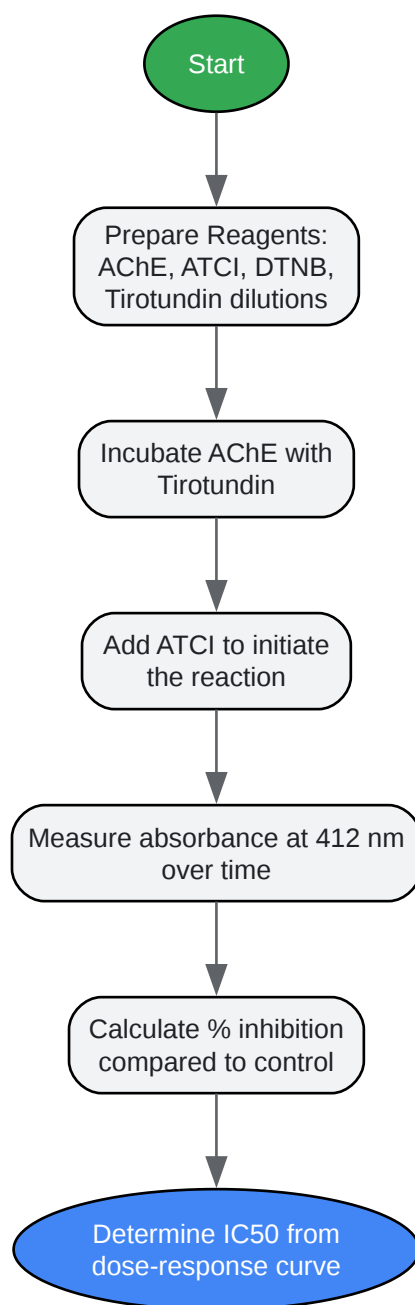 Start
Prepare Reagents:
AChE, ATCI, DTNB,
Tirotundin dilutions
Incubate AChE with
Tirotundin
Add ATCI to initiate
the reaction
Measure absorbance at 412 nm
over time
Calculate % inhibition
compared to control
Determine IC50 from
dose-response curve